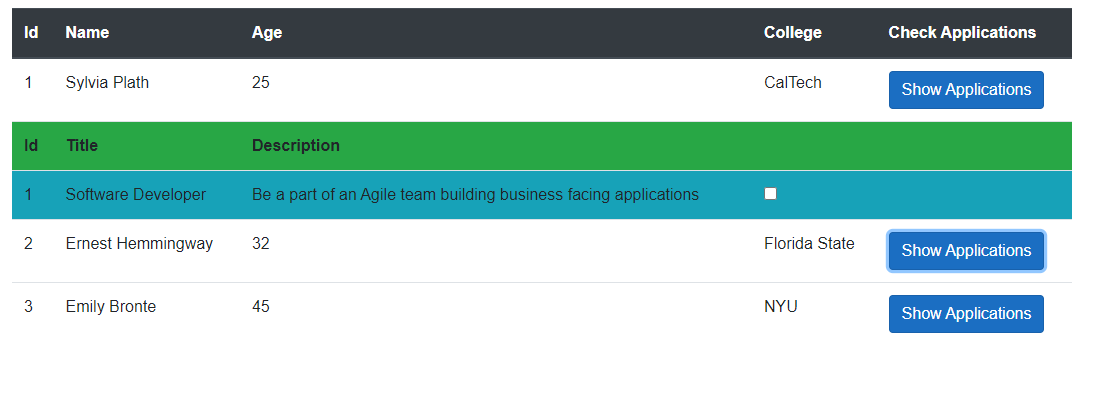 Id Name Age College Check Applications
1 Sylvia Plath 25 CalTech Show Applications
Id Title Description
1 Software Developer Be a part of an Agile team building business facing applications
2 Ernest Hemmingway 32 Florida State Show Applications
3 Emily Bronte 45 NYU Show Applications